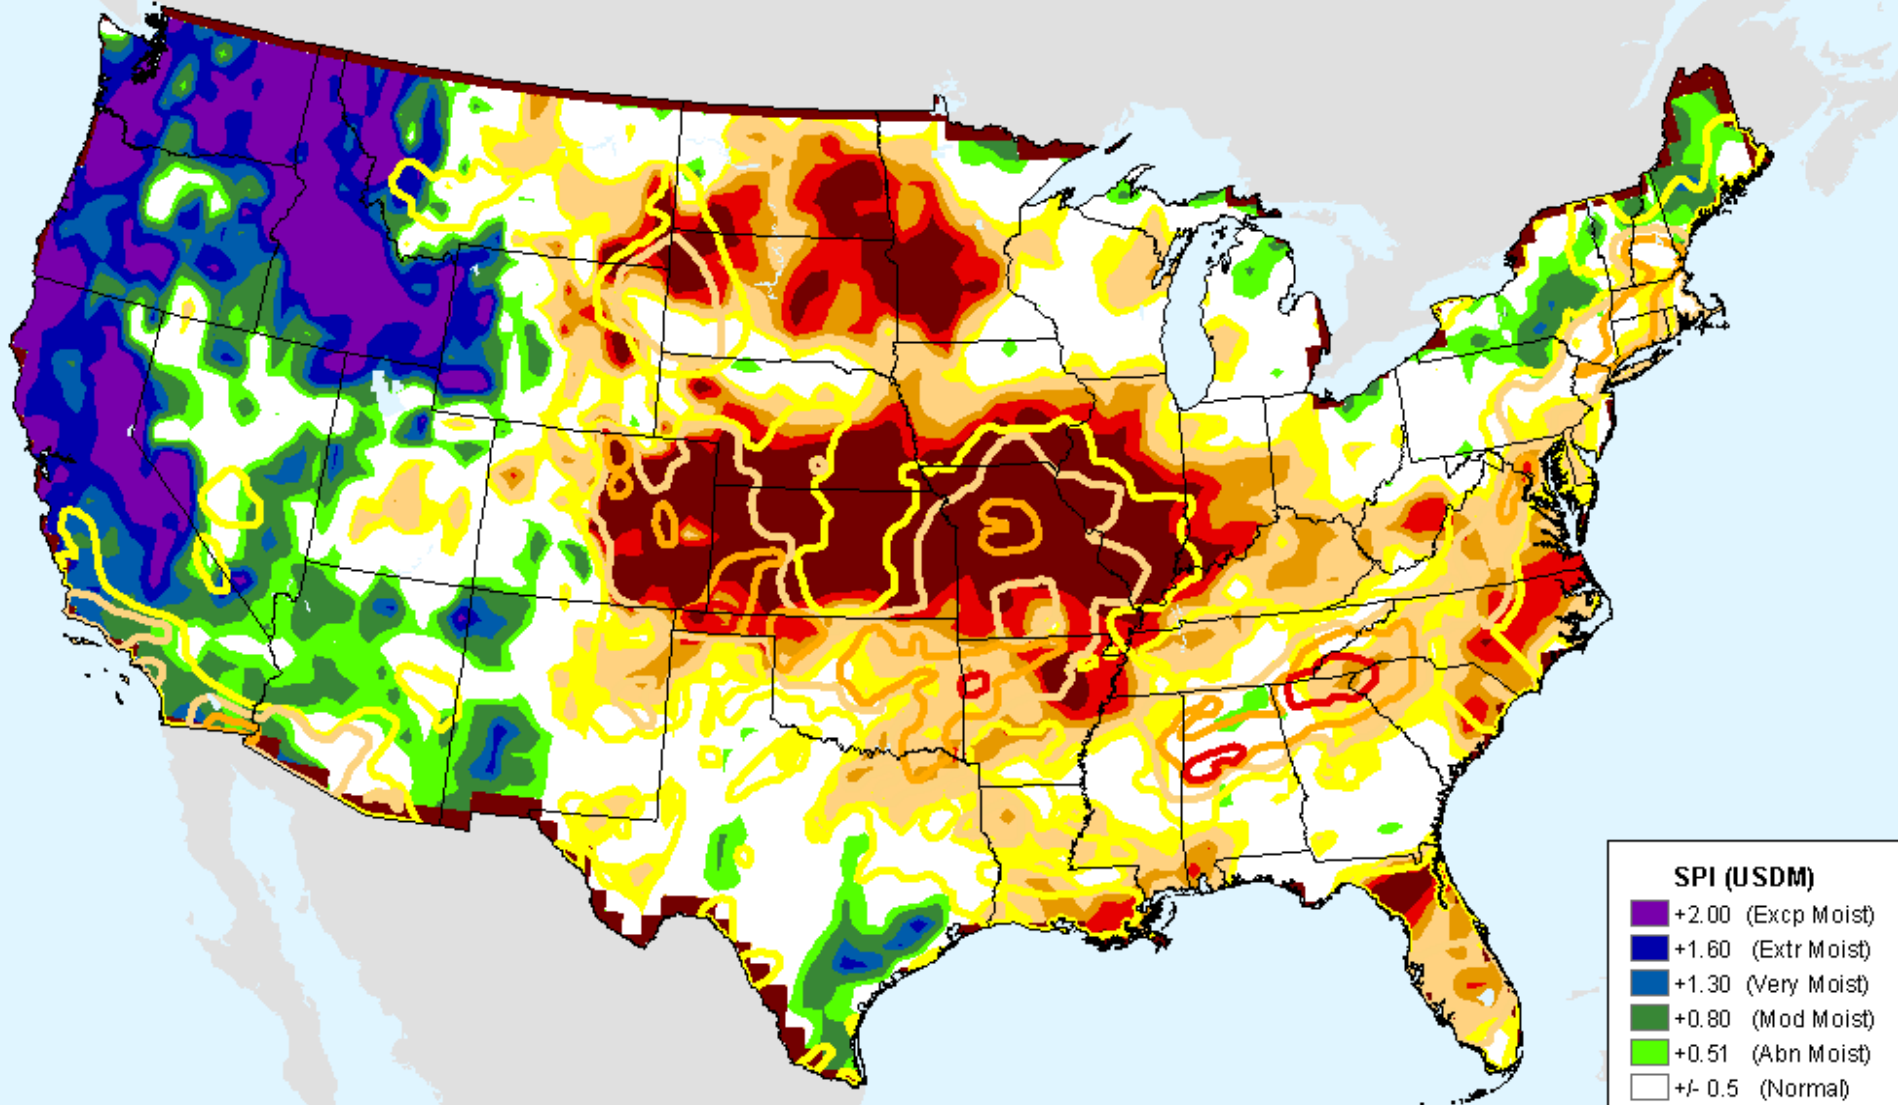 SPI (USDM)
+2.00 (Excp Moist)
+1.60 (Extr Moist)
+1.30 (Very Moist)
+0.80 (Mod Moist)
+0.51 (Abn Moist)
+/- 0.5 (Normal)